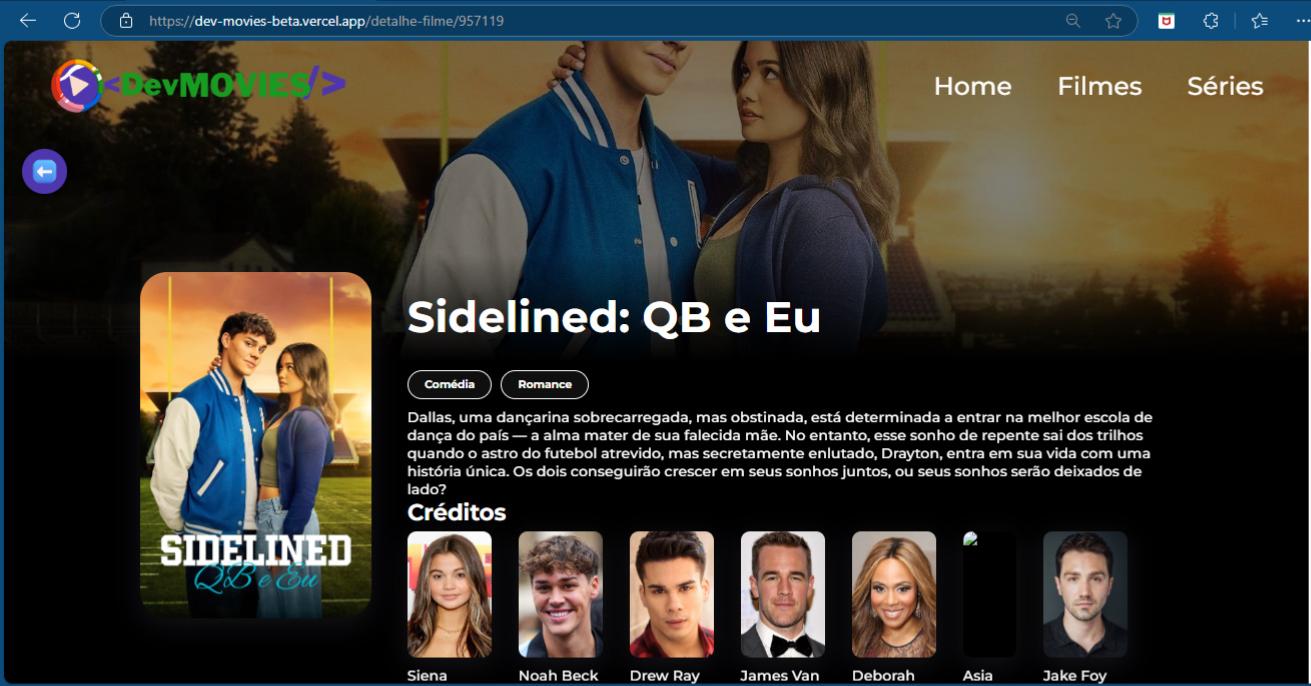 https://dev-movies-beta.vercel.app/detalhe-filme/957119
<DevMOVIES/>
Home Filmes Séries
Sidelined: QB e Eu
Comédia Romance
Dallas, uma dançarina sobrecarregada, mas obstinada, está determinada a entrar na melhor escola de
dança do país — a alma mater de sua falecida mãe. No entanto, esse sonho de repente sai dos trilhos
quando o astro do futebol atrevido, mas secretamente enlutado, Drayton, entra em sua vida com uma
história única. Os dois conseguirão crescer em seus sonhos juntos, ou seus sonhos serão deixados de
lado?
SIDELINED
QB e Eu
Créditos
Siena Noah Beck Drew Ray James Van Deborah Asia Jake Foy